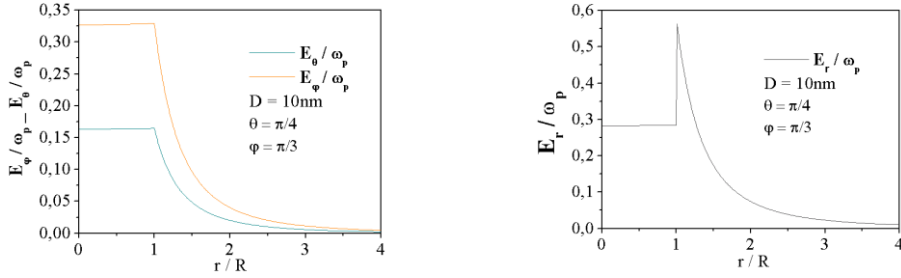 0,35
0,30
0,25
0,20
0,15
0,10
0,05
0,00
E_φ / ω_p – E_θ / ω_p
E_θ / ω_p
E_φ / ω_p
D = 10nm
θ = π/4
φ = π/3
0 1 2 3 4
r / R
0,6
0,5
0,4
0,3
0,2
0,1
0,0
E_r / ω_p
E_r / ω_p
D = 10nm
θ = π/4
φ = π/3
0 1 2 3 4
r / R